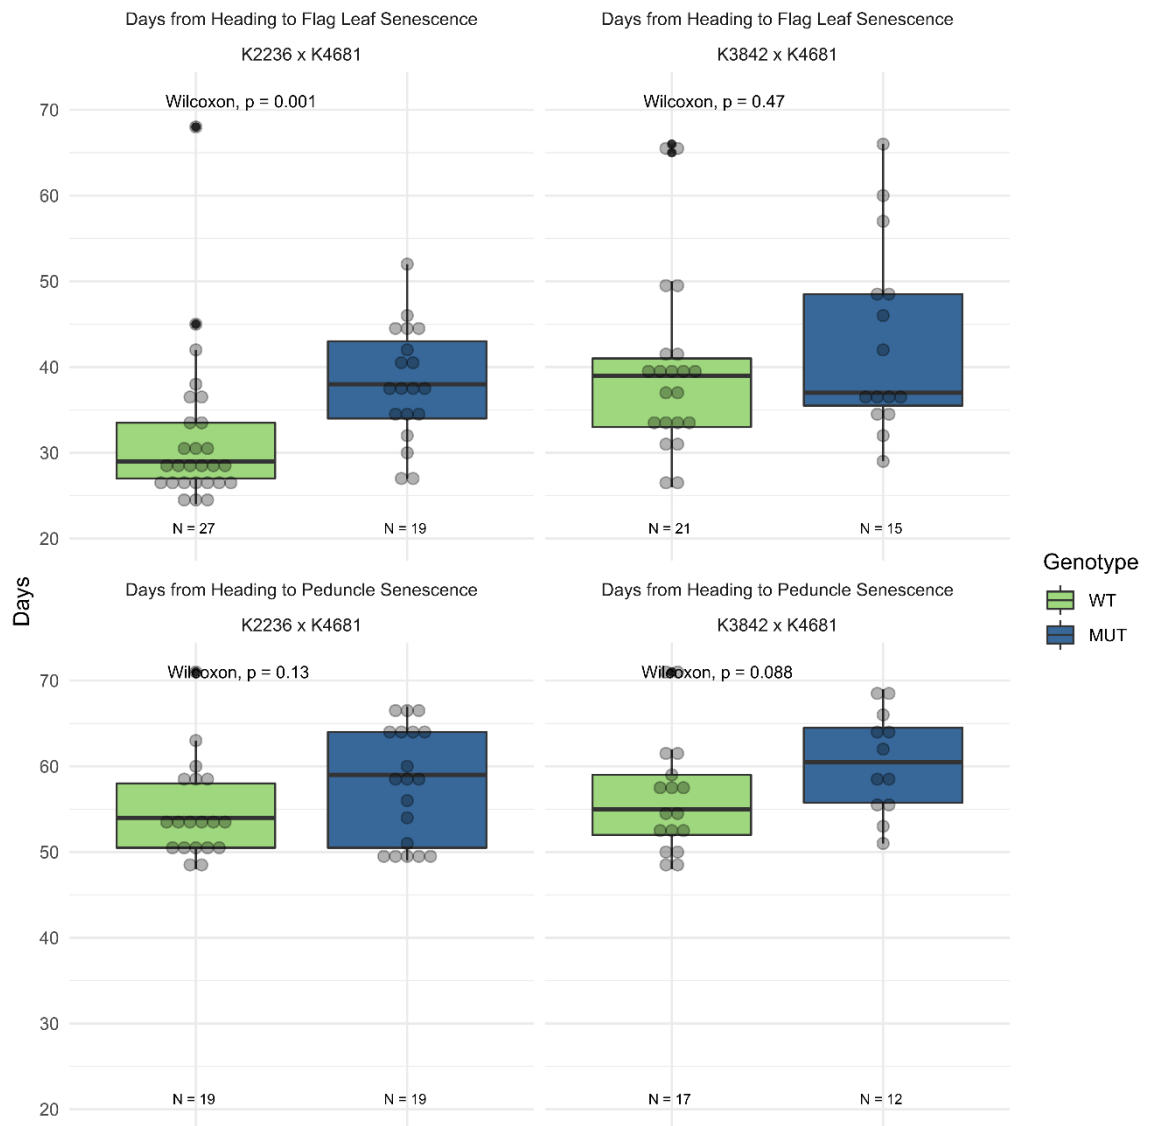 Days from Heading to Flag Leaf Senescence
K2236 x K4681
Wilcoxon, p = 0.001
Days from Heading to Flag Leaf Senescence
K3842 x K4681
Wilcoxon, p = 0.47
70
60
50
40
30
20
N = 27
N = 19
N = 21
N = 15
Days
Days from Heading to Peduncle Senescence
K2236 x K4681
Wilcoxon, p = 0.13
Days from Heading to Peduncle Senescence
K3842 x K4681
Wilcoxon, p = 0.088
70
60
50
40
30
20
N = 19
N = 19
N = 17
N = 12
Genotype
WT
MUT